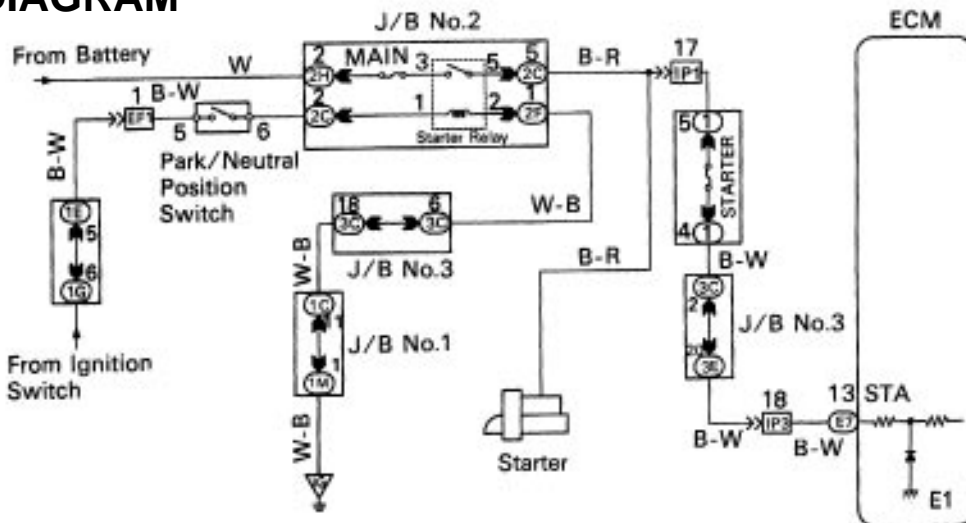 DIAGRAM
J/B No.2
ECM
From Battery
W
2
2H
MAIN
3
5
5
2C
B-R
17
IP1
1
B-W
EF1
5
6
2
2C
1
2
1
2F
Starter Relay
Park/Neutral
Position
Switch
B-W
5
1
STARTER
4
1
B-W
1E
5
6
1G
18
3C
6
3C
W-B
J/B No.3
B-R
W-B
1C
11
J/B No.1
1
1M
3C
2
J/B No.3
20
3E
From Ignition
Switch
W-B
Starter
B-W
18
IP3
B-W
13
E7
STA
E1